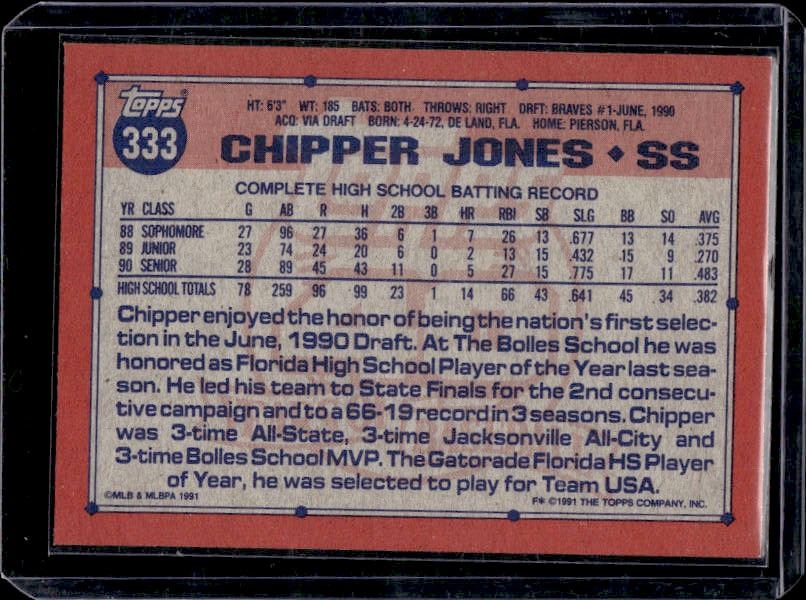 Topps
333
HT: 6'3" WT: 185 BATS: BOTH THROWS: RIGHT DRFT: BRAVES #1-JUNE, 1990
ACQ: VIA DRAFT BORN: 4-24-72, DE LAND, FLA. HOME: PIERSON, FLA.
CHIPPER JONES ◆ SS
COMPLETE HIGH SCHOOL BATTING RECORD
YR CLASS G AB R H 2B 3B HR RBI SB SLG BB SO AVG
88 SOPHOMORE 27 96 27 36 6 1 7 26 13 .677 13 14 .375
89 JUNIOR 23 74 24 20 6 0 2 13 15 .432 15 9 .270
90 SENIOR 28 89 45 43 11 0 5 27 15 .775 17 11 .483
HIGH SCHOOL TOTALS 78 259 96 99 23 1 14 66 43 .641 45 34 .382
Chipper enjoyed the honor of being the nation's first selec-
tion in the June, 1990 Draft. At The Bolles School he was
honored as Florida High School Player of the Year last sea-
son. He led his team to State Finals for the 2nd consecu-
tive campaign and to a 66-19 record in 3 seasons. Chipper
was 3-time All-State, 3-time Jacksonville All-City and
3-time Bolles School MVP. The Gatorade Florida HS Player
of Year, he was selected to play for Team USA.
©MLB & MLBPA 1991
F* ©1991 THE TOPPS COMPANY, INC.